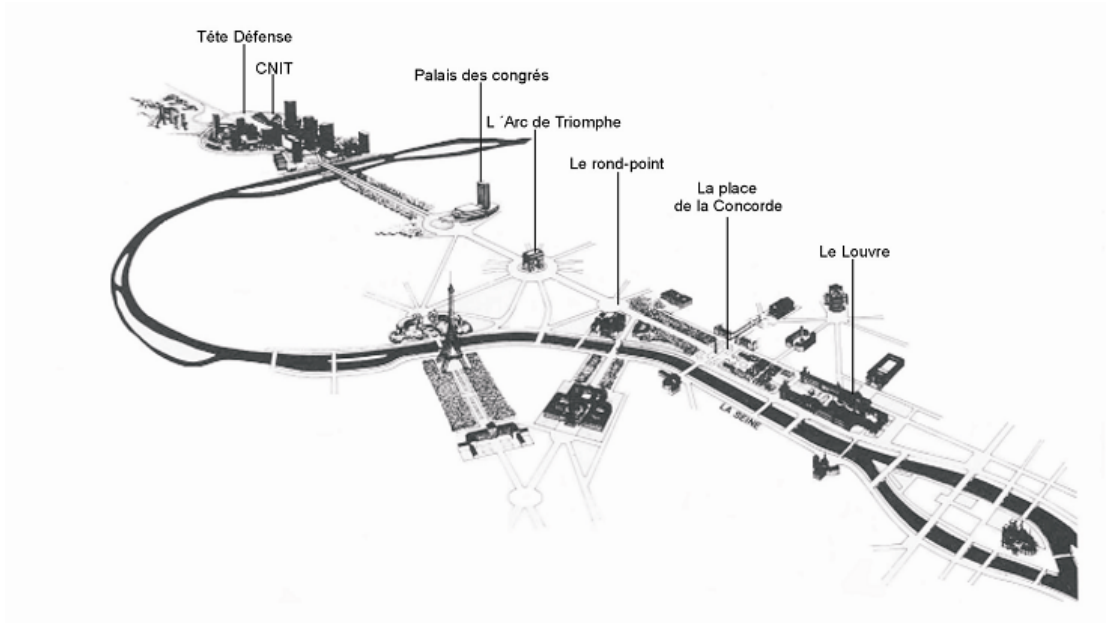 Téte Défense
CNIT
Palais des congrés
L ´Arc de Triomphe
Le rond-point
La place
de la Concorde
Le Louvre
LA SEINE